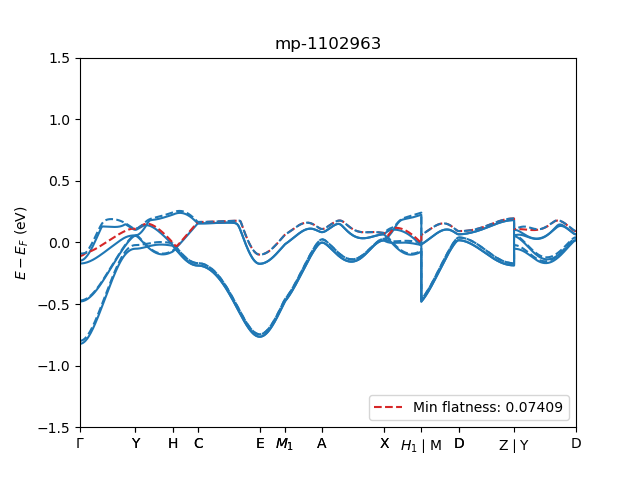 mp-1102963
E − E_F (eV)
1.5
1.0
0.5
0.0
−0.5
−1.0
−1.5
Min flatness: 0.07409
Γ Y H C E M₁ A X H₁ | M D Z | Y D